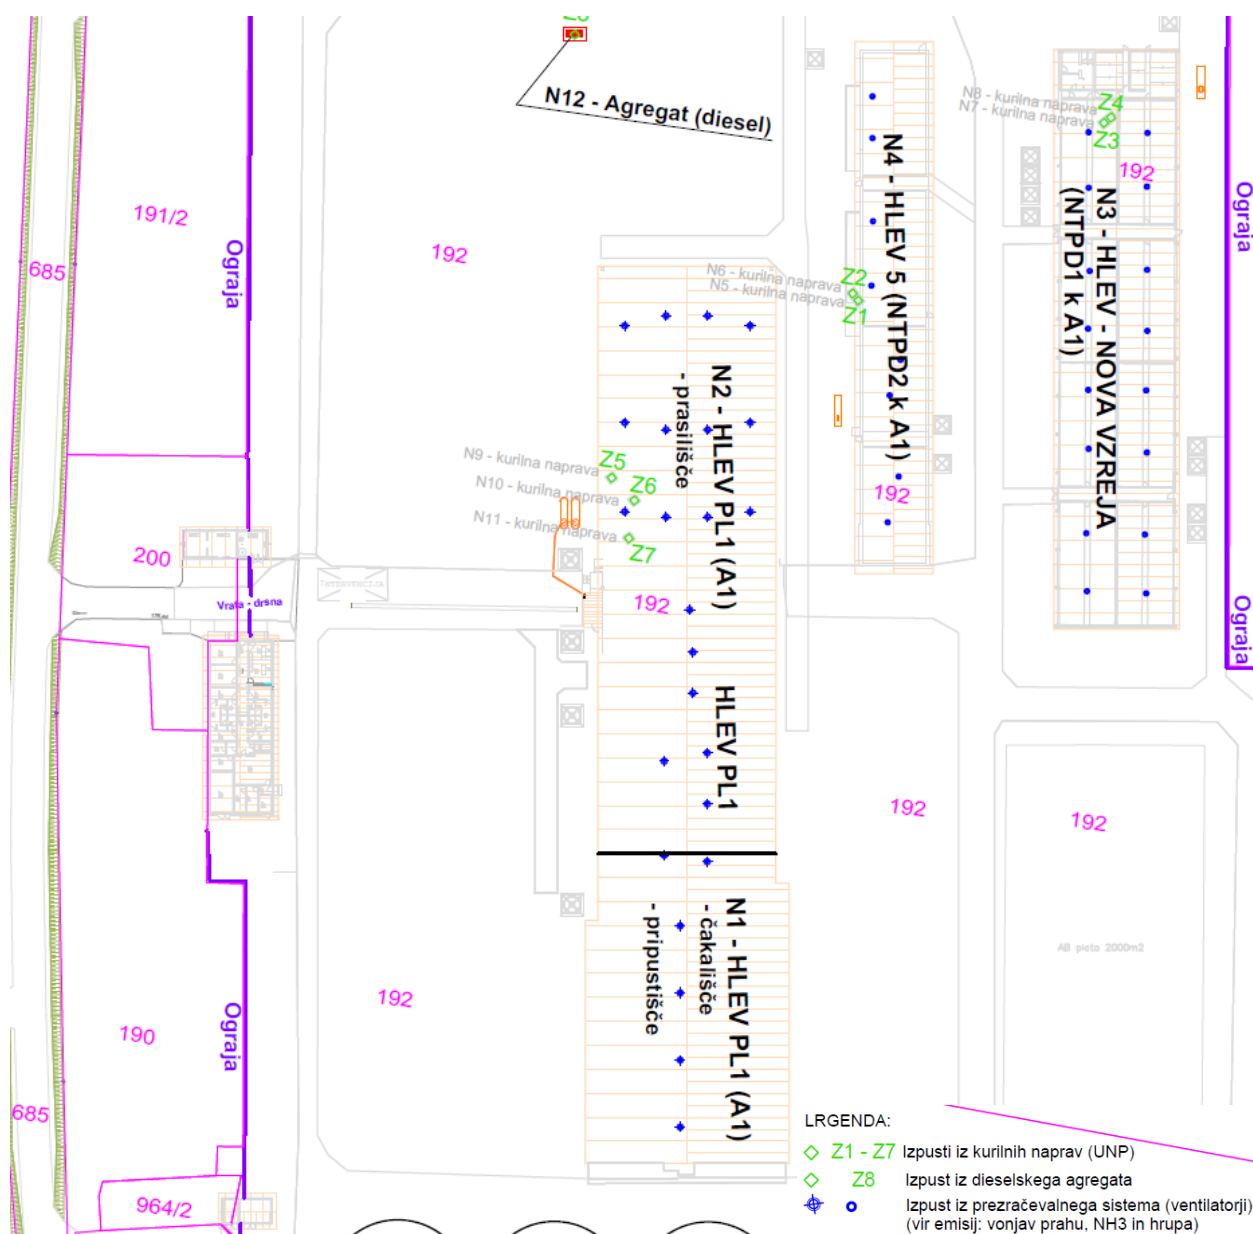 N12 - Agregat (diesel)
N8 - kurilna naprava
N7 - kurilna naprava
Z4
Z3
192
N4 - HLEV 5 (NTPD2 k A1)
N3 - HLEV - NOVA VZREJA
(NTPD1 k A1)
Ograja
191/2
Ograja
685
192
N6 - kurilna naprava
N5 - kurilna naprava
Z2
Z1
N2 - HLEV PL1 (A1)
- prasilišče
N9 - kurilna naprava
Z5
N10 - kurilna naprava
Z6
N11 - kurilna naprava
Z7
192
200
Vrata - drsna
192
Ograja
HLEV PL1
192
192
N1 - HLEV PL1 (A1)
- čakališče
- pripustišče
AB plato 2000m2
192
190
Ograja
685
964/2
LRGENDA:
Z1 - Z7 Izpusti iz kurilnih naprav (UNP)
Z8 Izpust iz dieselskega agregata
Izpust iz prezračevalnega sistema (ventilatorji)
(vir emisij: vonjav prahu, NH3 in hrupa)